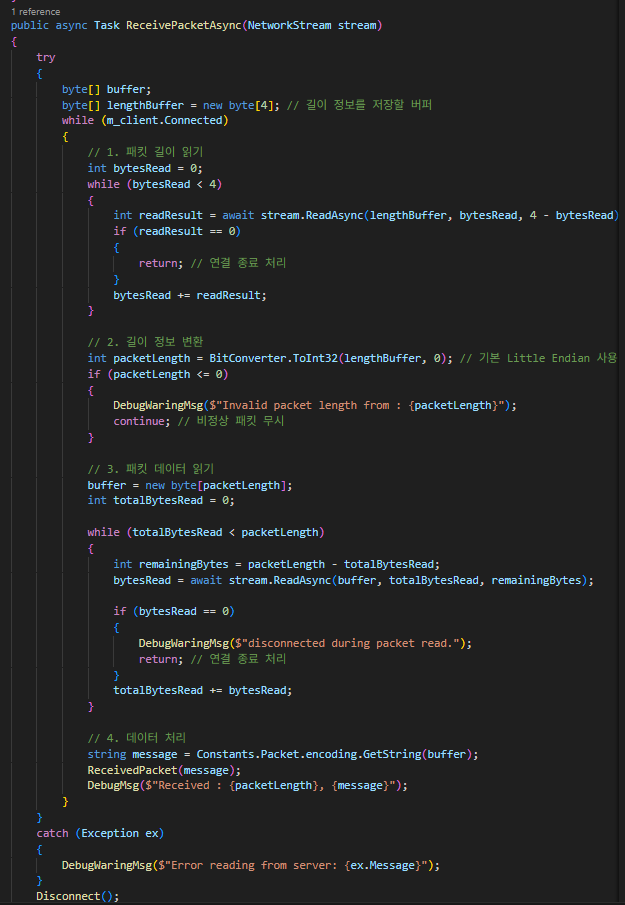 1 reference
public async Task ReceivePacketAsync(NetworkStream stream)
{
    try
    {
        byte[] buffer;
        byte[] lengthBuffer = new byte[4]; // 길이 정보를 저장할 버퍼
        while (m_client.Connected)
        {
            // 1. 패킷 길이 읽기
            int bytesRead = 0;
            while (bytesRead < 4)
            {
                int readResult = await stream.ReadAsync(lengthBuffer, bytesRead, 4 - bytesRead)
                if (readResult == 0)
                {
                    return; // 연결 종료 처리
                }
                bytesRead += readResult;
            }

            // 2. 길이 정보 변환
            int packetLength = BitConverter.ToInt32(lengthBuffer, 0); // 기본 Little Endian 사용
            if (packetLength <= 0)
            {
                DebugWaringMsg($"Invalid packet length from : {packetLength}");
                continue; // 비정상 패킷 무시
            }

            // 3. 패킷 데이터 읽기
            buffer = new byte[packetLength];
            int totalBytesRead = 0;

            while (totalBytesRead < packetLength)
            {
                int remainingBytes = packetLength - totalBytesRead;
                bytesRead = await stream.ReadAsync(buffer, totalBytesRead, remainingBytes);

                if (bytesRead == 0)
                {
                    DebugWaringMsg($"disconnected during packet read.");
                    return; // 연결 종료 처리
                }
                totalBytesRead += bytesRead;
            }

            // 4. 데이터 처리
            string message = Constants.Packet.encoding.GetString(buffer);
            ReceivedPacket(message);
            DebugMsg($"Received : {packetLength}, {message}");
        }
    }
    catch (Exception ex)
    {
        DebugWaringMsg($"Error reading from server: {ex.Message}");
    }
    Disconnect();